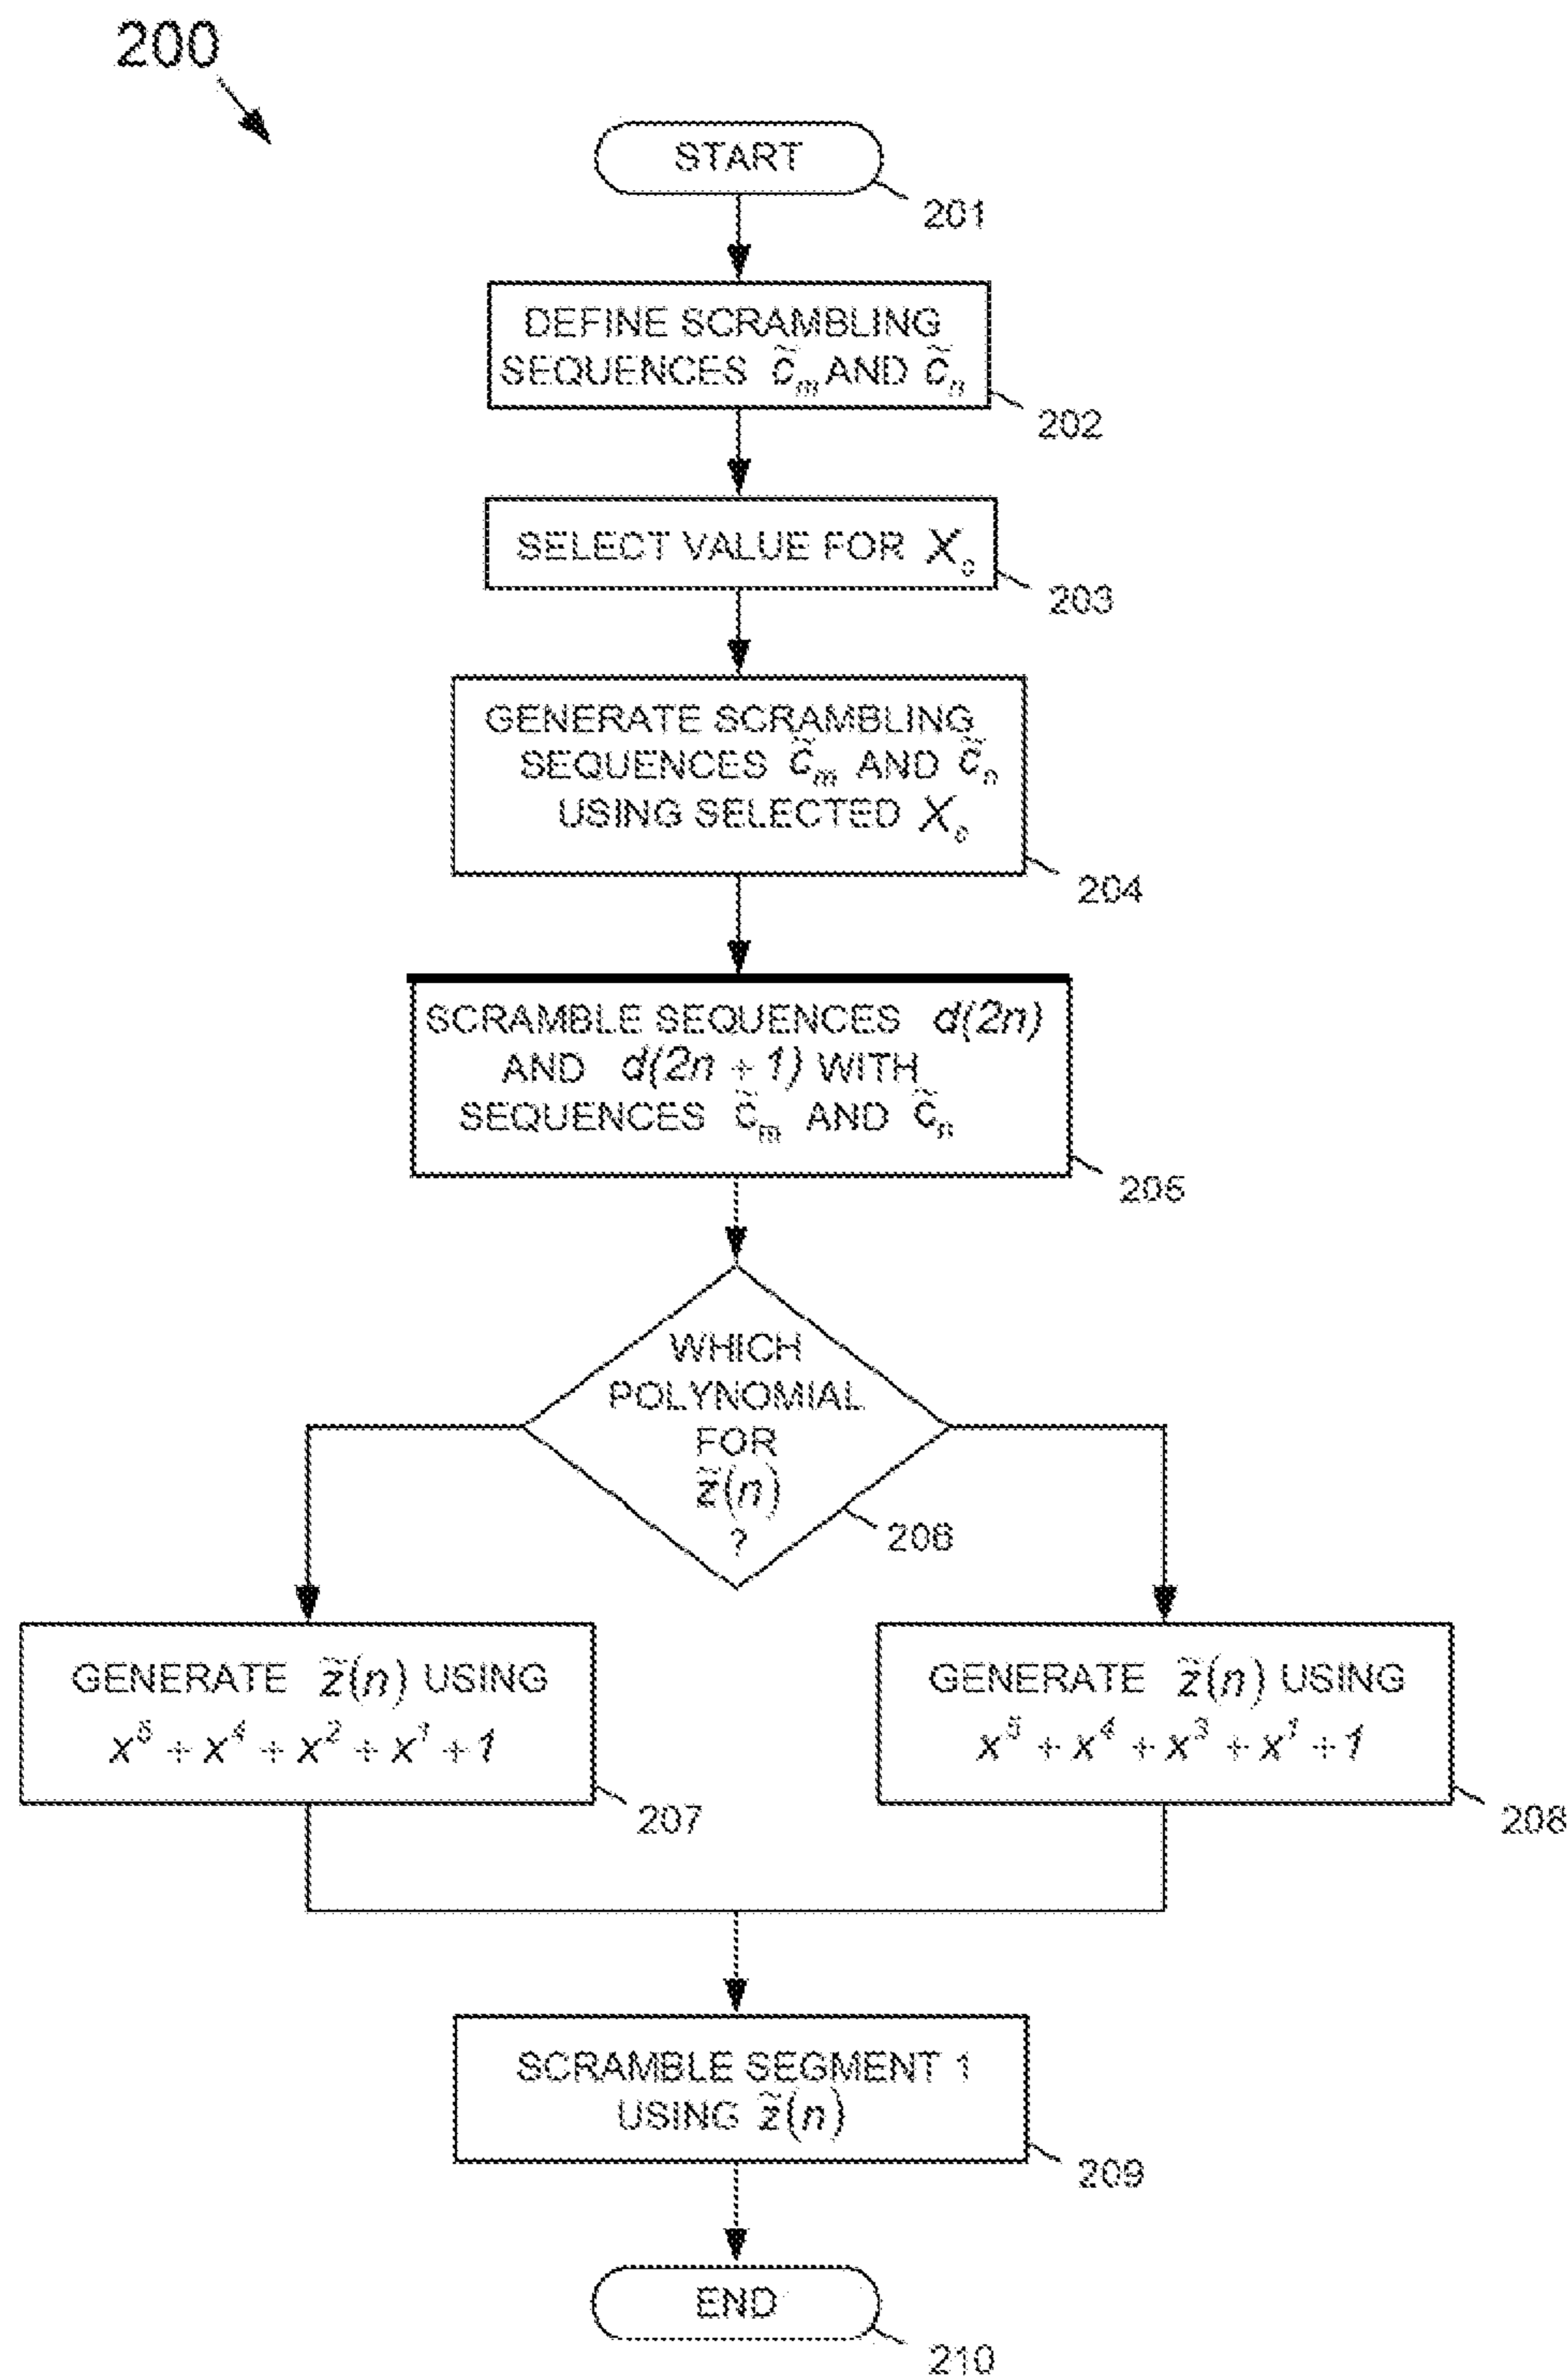 200
START
201
DEFINE SCRAMBLING
SEQUENCES c̃ₘ AND c̃ₙ
202
SELECT VALUE FOR X₀
203
GENERATE SCRAMBLING
SEQUENCES c̃ₘ AND c̃ₙ
USING SELECTED X₀
204
SCRAMBLE SEQUENCES d(2n)
AND d(2n + 1) WITH
SEQUENCES c̃ₘ AND c̃ₙ
205
WHICH
POLYNOMIAL
FOR
z̃(n)
?
206
GENERATE z̃(n) USING
x⁵ + x⁴ + x² + x¹ + 1
207
GENERATE z̃(n) USING
x⁵ + x⁴ + x³ + x¹ + 1
208
SCRAMBLE SEGMENT 1
USING z̃(n)
209
END
210